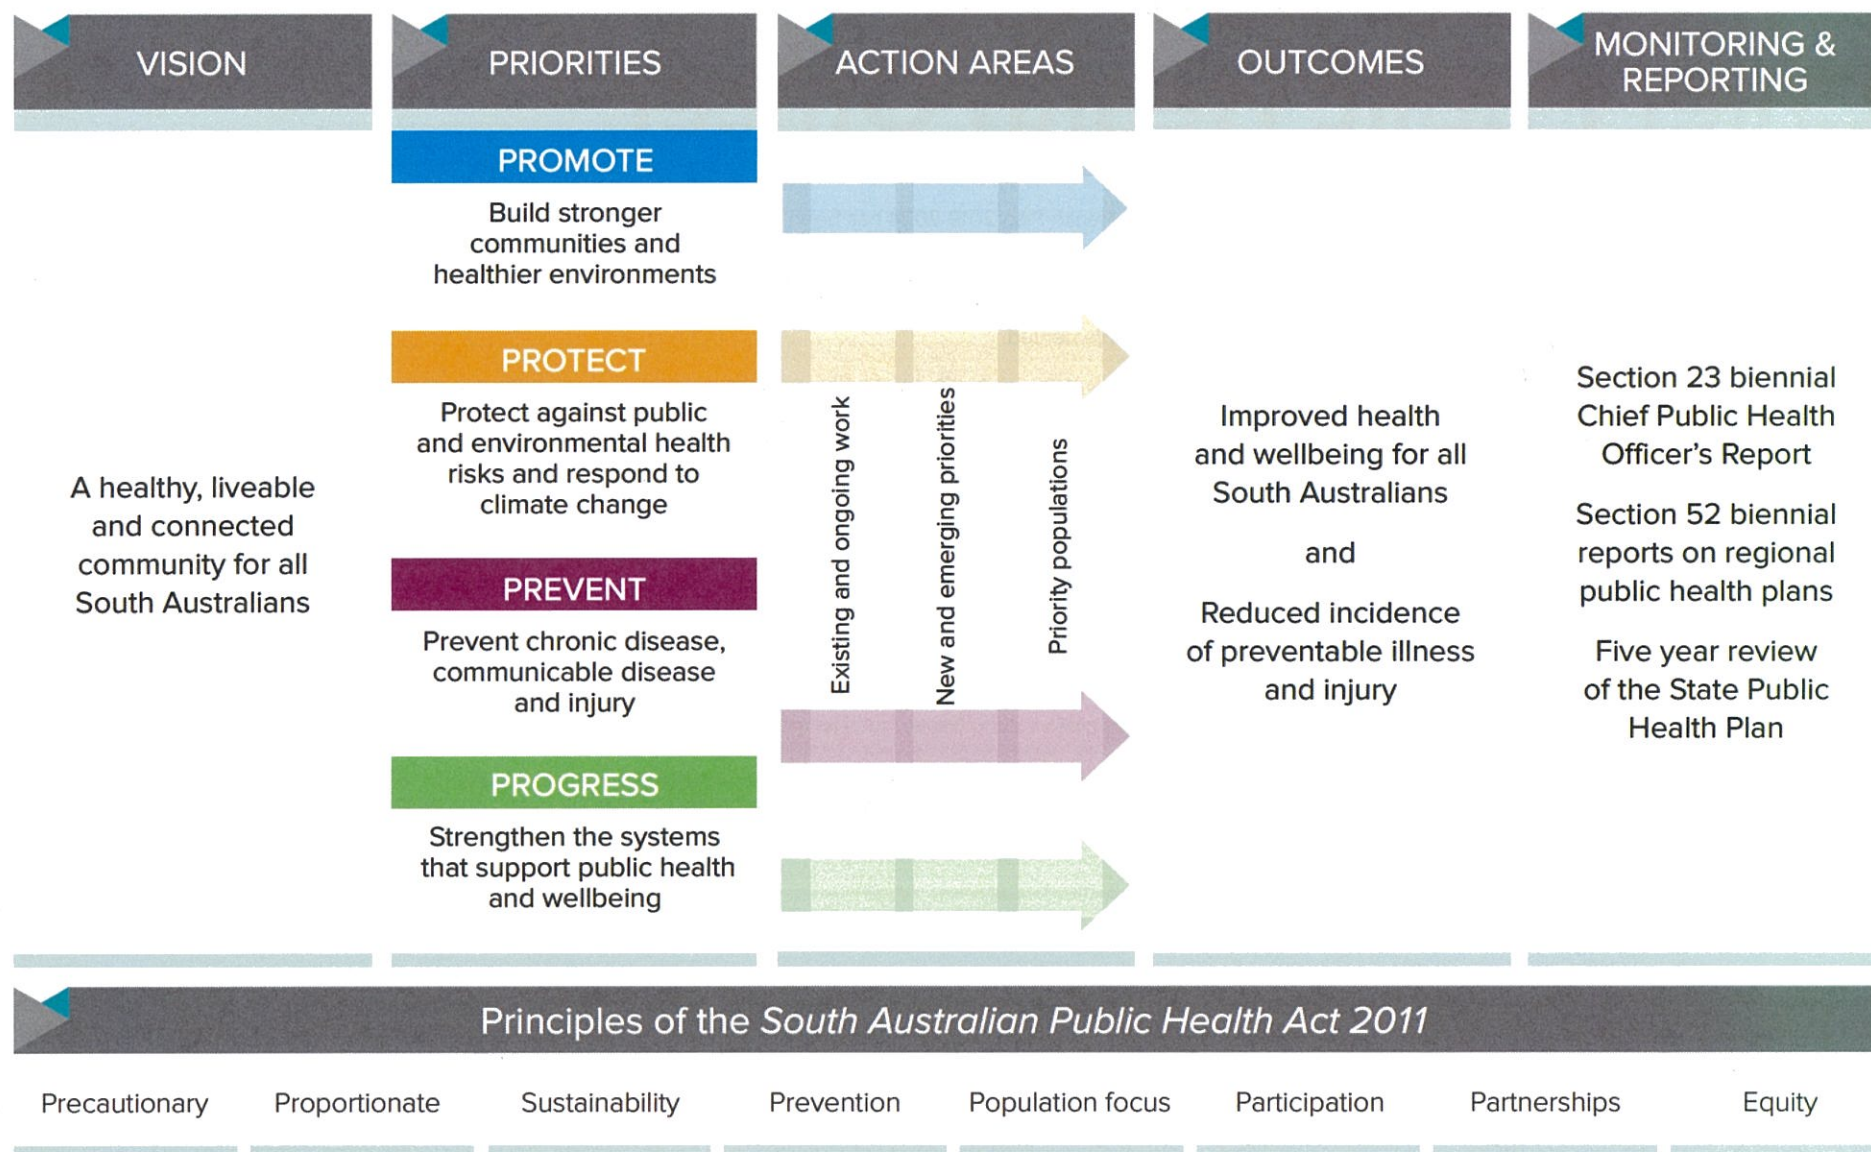 VISION
PRIORITIES
ACTION AREAS
OUTCOMES
MONITORING &
REPORTING
A healthy, liveable
and connected
community for all
South Australians
PROMOTE
Build stronger
communities and
healthier environments
PROTECT
Protect against public
and environmental health
risks and respond to
climate change
PREVENT
Prevent chronic disease,
communicable disease
and injury
PROGRESS
Strengthen the systems
that support public health
and wellbeing
Existing and ongoing work
New and emerging priorities
Priority populations
Improved health
and wellbeing for all
South Australians
and
Reduced incidence
of preventable illness
and injury
Section 23 biennial
Chief Public Health
Officer's Report
Section 52 biennial
reports on regional
public health plans
Five year review
of the State Public
Health Plan
Principles of the South Australian Public Health Act 2011
Precautionary
Proportionate
Sustainability
Prevention
Population focus
Participation
Partnerships
Equity